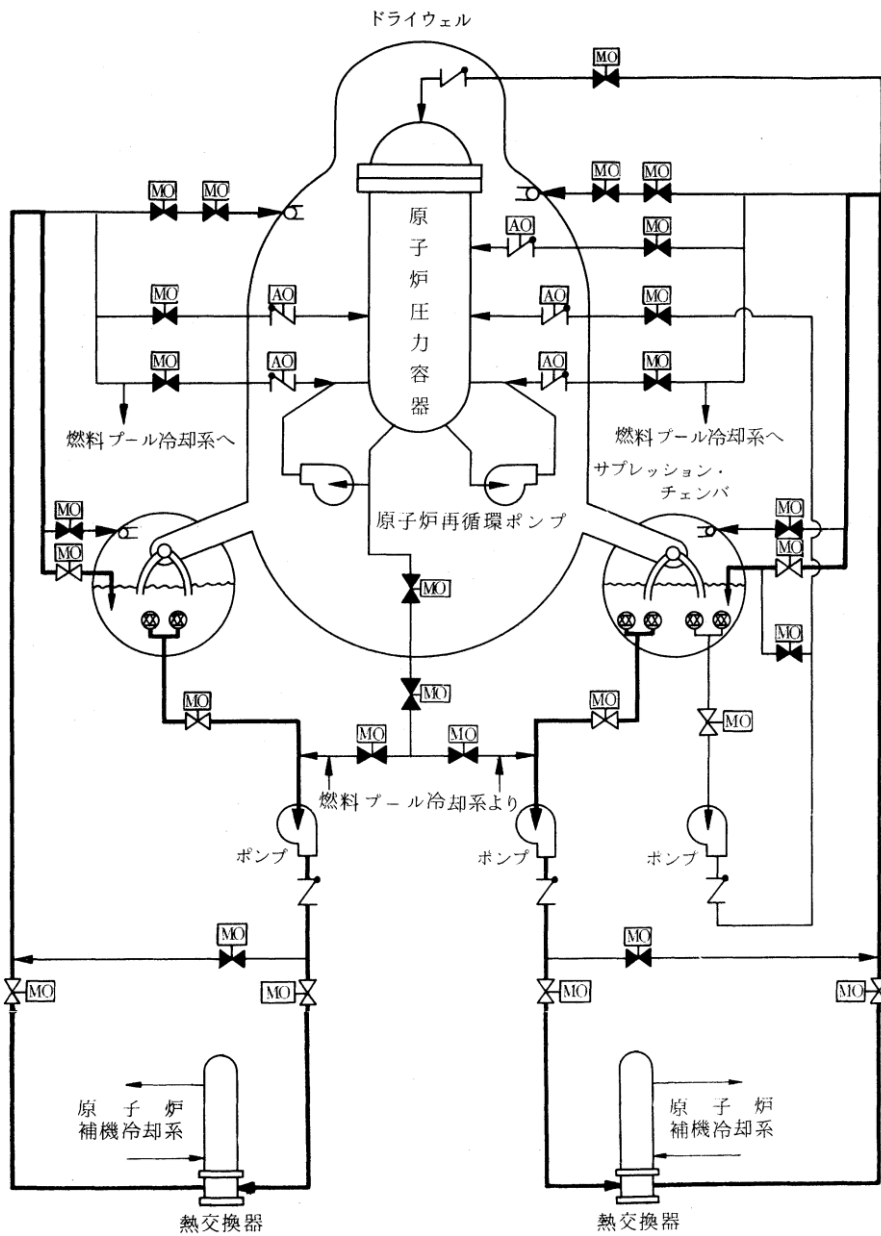 ドライウェル
MO
MO
MO
MO
MO
原子炉圧力容器
AO
MO
MO
AO
AO
MO
MO
AO
AO
MO
燃料プール冷却系へ
燃料プール冷却系へ
サプレッション・
チェンバ
原子炉再循環ポンプ
MO
MO
MO
MO
MO
MO
MO
MO
MO
MO
MO
MO
燃料プール冷却系より
ポンプ
ポンプ
ポンプ
MO
MO
MO
MO
MO
MO
原子炉
補機冷却系
原子炉
補機冷却系
熱交換器
熱交換器